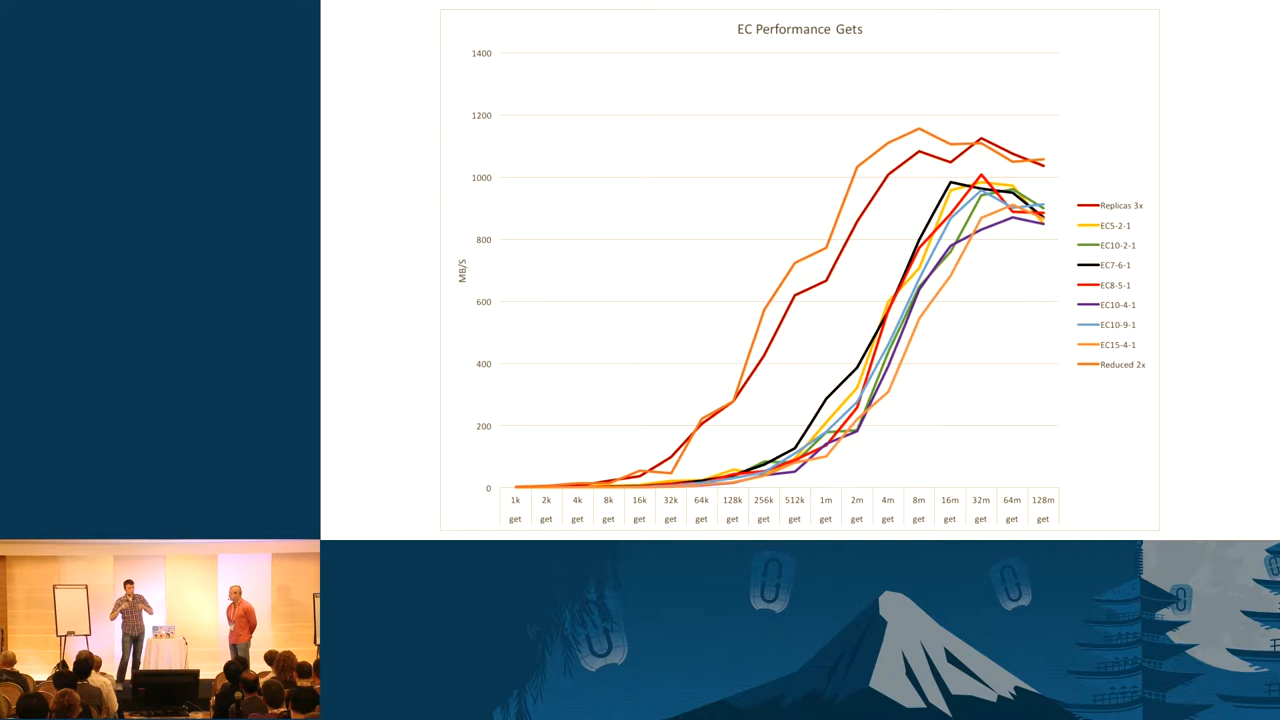 EC Performance Gets
1400
1200
1000
800
600
400
200
0
MB/S
1k get
2k get
4k get
8k get
16k get
32k get
64k get
128k get
256k get
512k get
1m get
2m get
4m get
8m get
16m get
32m get
64m get
128m get
Replicas 3x
EC5-2-1
EC10-2-1
EC7-6-1
EC8-5-1
EC10-4-1
EC10-9-1
EC15-4-1
Reduced 2x